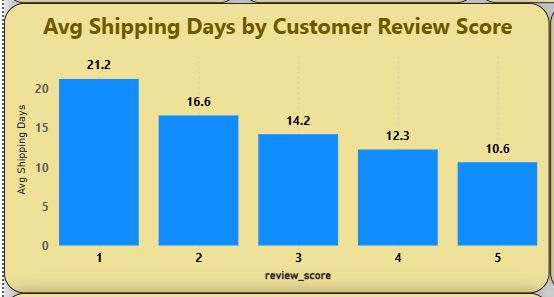 Avg Shipping Days by Customer Review Score
21.2
16.6
14.2
12.3
10.6
20
15
10
5
0
Avg Shipping Days
1 2 3 4 5
review_score